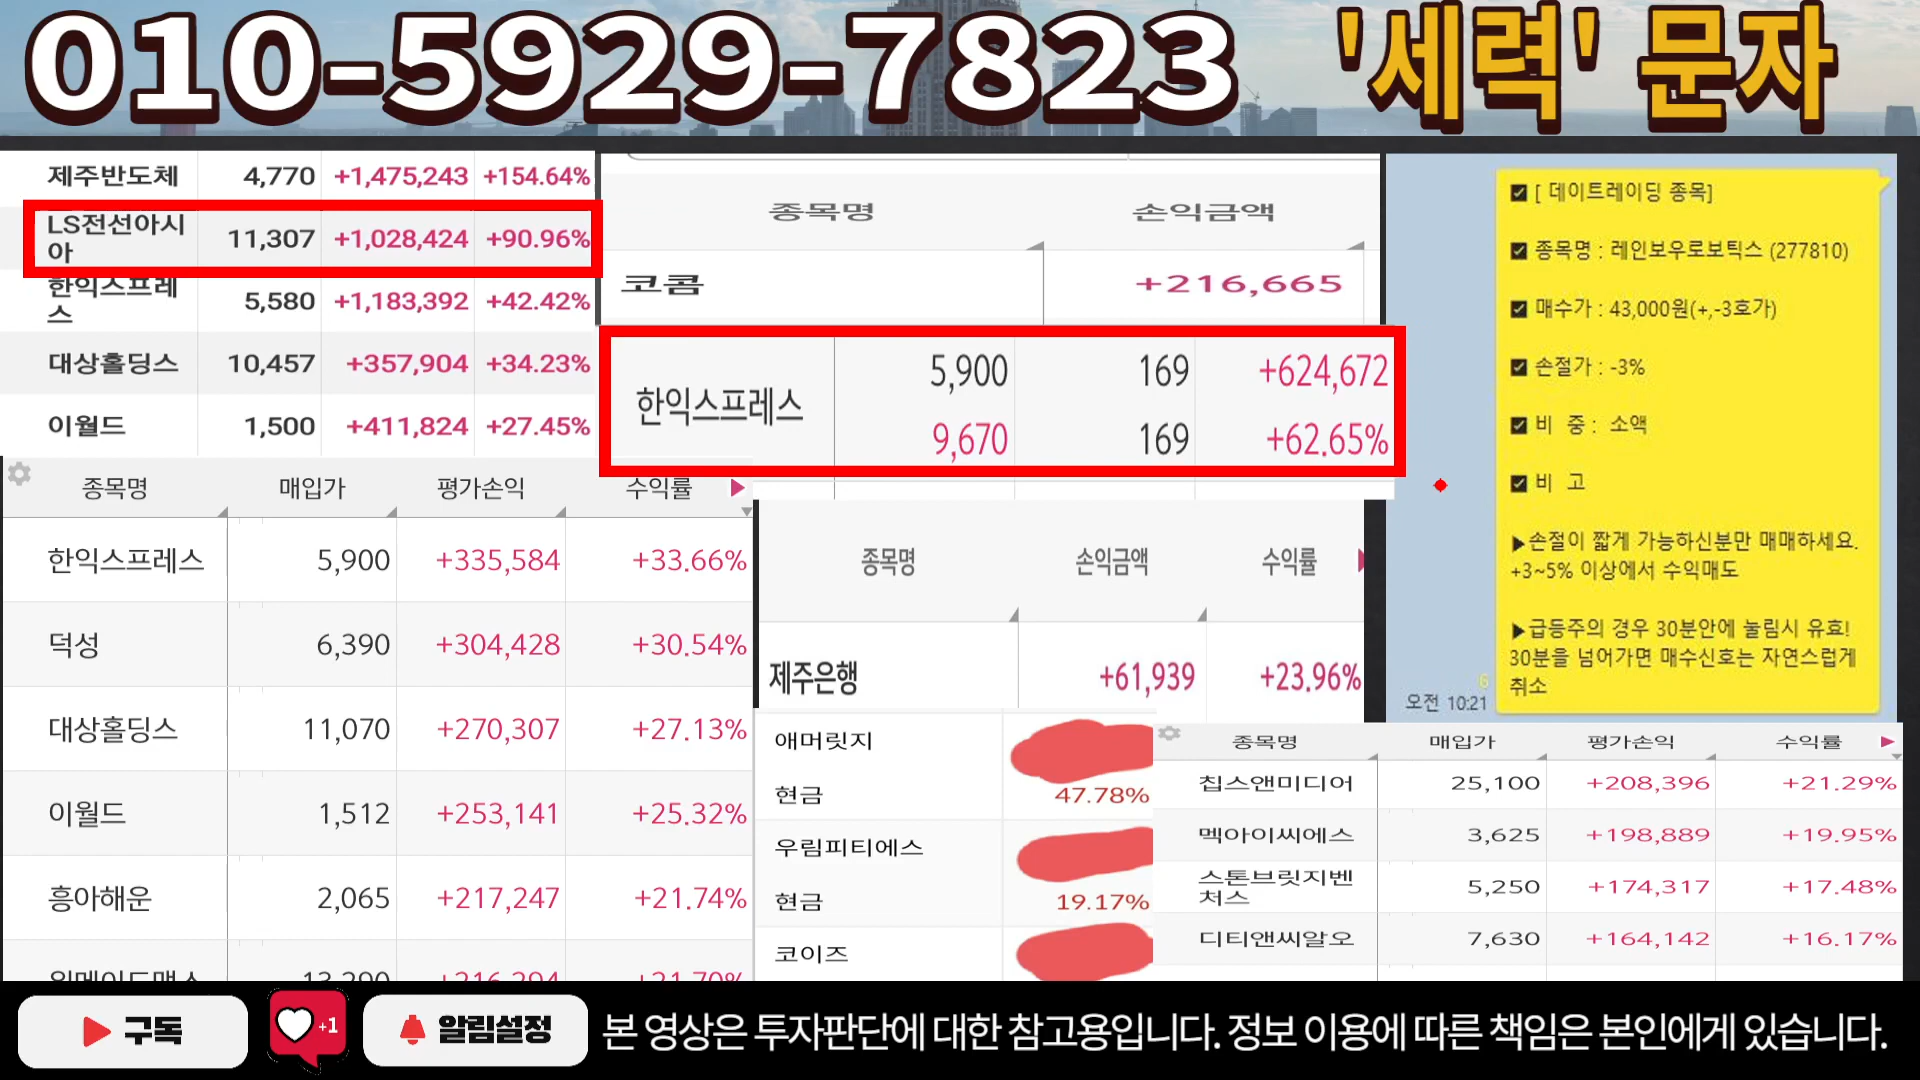 010-5929-7823 '세력' 문자
제주반도체 4,770 +1,475,243 +154.64%
LS전선아시
아 11,307 +1,028,424 +90.96%
한익스프레
스 5,580 +1,183,392 +42.42%
대상홀딩스 10,457 +357,904 +34.23%
이월드 1,500 +411,824 +27.45%
종목명 손익금액
코콤 +216,665
한익스프레스 5,900 169 +624,672
9,670 169 +62.65%
[ 데이트레이딩 종목]
종목명 : 레인보우로보틱스 (277810)
매수가 : 43,000원(+,-3호가)
손절가 : -3%
비 중 : 소액
비 고
▶손절이 짧게 가능하신분만 매매하세요.
+3~5% 이상에서 수익매도
▶급등주의 경우 30분안에 눌림시 유효!
30분을 넘어가면 매수신호는 자연스럽게
취소
6
오전 10:21
종목명 매입가 평가손익 수익률
한익스프레스 5,900 +335,584 +33.66%
덕성 6,390 +304,428 +30.54%
대상홀딩스 11,070 +270,307 +27.13%
이월드 1,512 +253,141 +25.32%
흥아해운 2,065 +217,247 +21.74%
종목명 손익금액 수익률
제주은행 +61,939 +23.96%
애머릿지
현금 47.78%
우림피티에스
현금 19.17%
코이즈
종목명 매입가 평가손익 수익률
칩스앤미디어 25,100 +208,396 +21.29%
멕아이씨에스 3,625 +198,889 +19.95%
스톤브릿지벤
처스 5,250 +174,317 +17.48%
디티앤씨알오 7,630 +164,142 +16.17%
구독 +1 알림설정 본 영상은 투자판단에 대한 참고용입니다. 정보 이용에 따른 책임은 본인에게 있습니다.